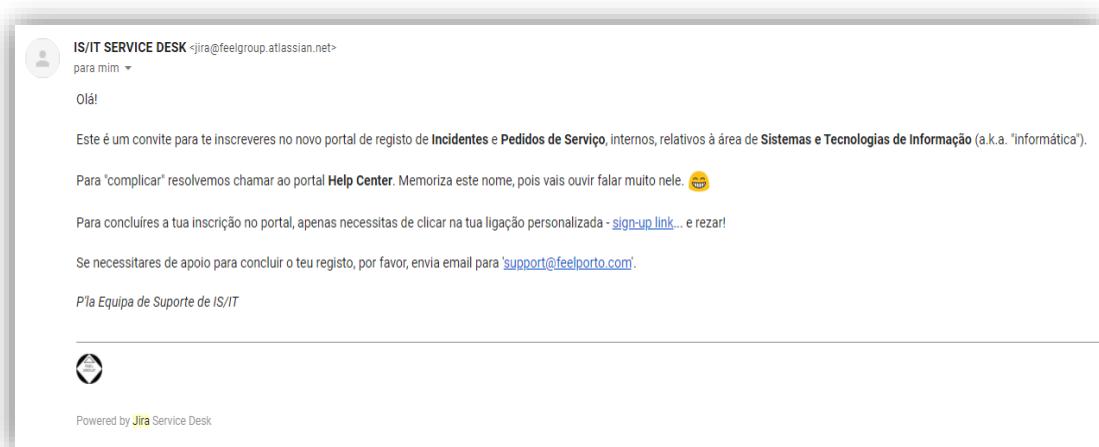 IS/IT SERVICE DESK <jira@feelgroup.atlassian.net>
para mim
Olá!
Este é um convite para te inscreveres no novo portal de registo de Incidentes e Pedidos de Serviço, internos, relativos à área de Sistemas e Tecnologias de Informação (a.k.a. "informática").
Para "complicar" resolvemos chamar ao portal Help Center. Memoriza este nome, pois vais ouvir falar muito nele. 😁
Para concluíres a tua inscrição no portal, apenas necessitas de clicar na tua ligação personalizada - sign-up link... e rezar!
Se necessitares de apoio para concluir o teu registo, por favor, envia email para 'support@feelporto.com'.
P'la Equipa de Suporte de IS/IT
Powered by Jira Service Desk